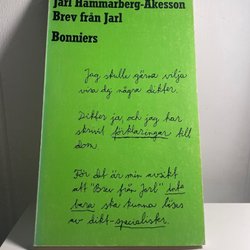 Jarl Hammarberg-Åkesson
Brev från Jarl
Bonniers
Jag skulle gärna vilja
visa dig några dikter.
Dikter ja, och jag har
skrivit förklaringar till
dom.
För det är min avsikt
att "Brev från Jarl" inte
bara ska kunna läsas
av dikt-specialister.